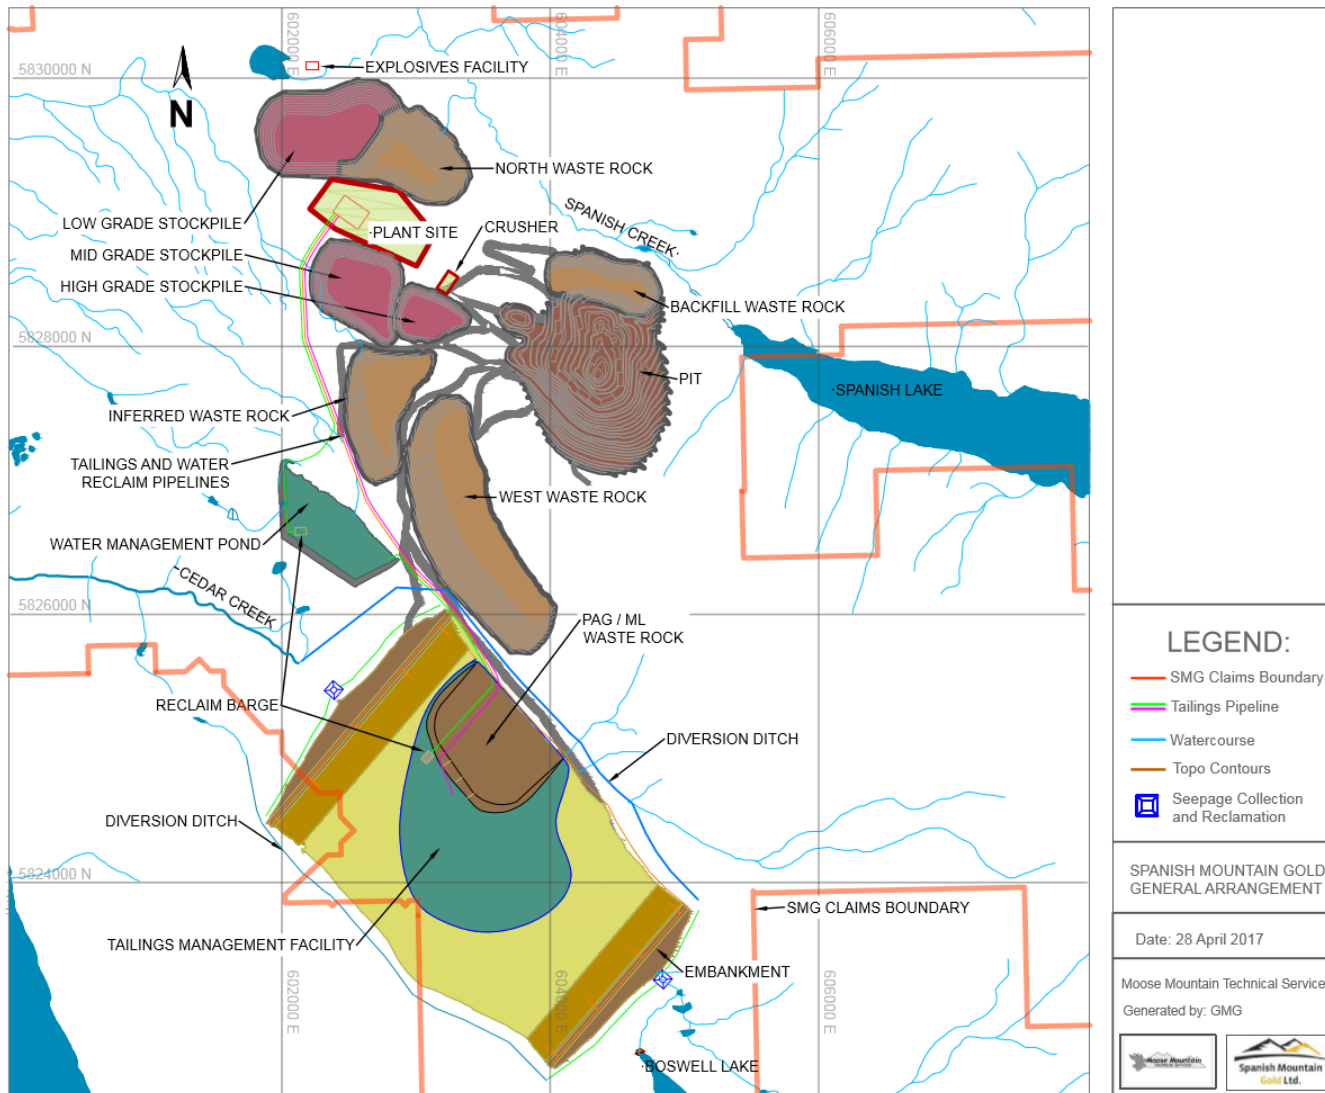 602000 E
604000 E
606000 E
5830000 N
EXPLOSIVES FACILITY
N
NORTH WASTE ROCK
SPANISH CREEK
LOW GRADE STOCKPILE
PLANT SITE
CRUSHER
MID GRADE STOCKPILE
HIGH GRADE STOCKPILE
BACKFILL WASTE ROCK
5828000 N
PIT
SPANISH LAKE
INFERRED WASTE ROCK
TAILINGS AND WATER
RECLAIM PIPELINES
WEST WASTE ROCK
WATER MANAGEMENT POND
CEDAR CREEK
5826000 N
PAG / ML
WASTE ROCK
RECLAIM BARGE
DIVERSION DITCH
DIVERSION DITCH
5824000 N
SMG CLAIMS BOUNDARY
TAILINGS MANAGEMENT FACILITY
EMBANKMENT
602000 E
604000 E
606000 E
BOSWELL LAKE
LEGEND:
SMG Claims Boundary
Tailings Pipeline
Watercourse
Topo Contours
Seepage Collection
and Reclamation
SPANISH MOUNTAIN GOLD
GENERAL ARRANGEMENT
Date: 28 April 2017
Moose Mountain Technical Service
Generated by: GMG
Moose Mountain
Technical Services
Spanish Mountain
Gold Ltd.